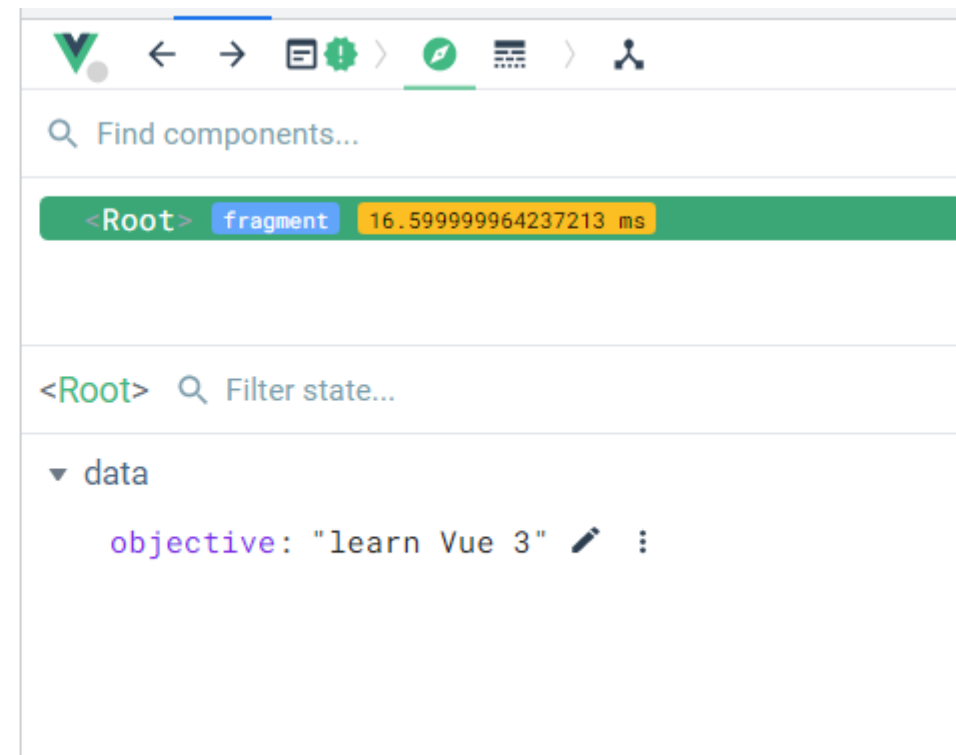 Find components...
<Root> fragment 16.599999964237213 ms
<Root> Filter state...
data
objective: "learn Vue 3"